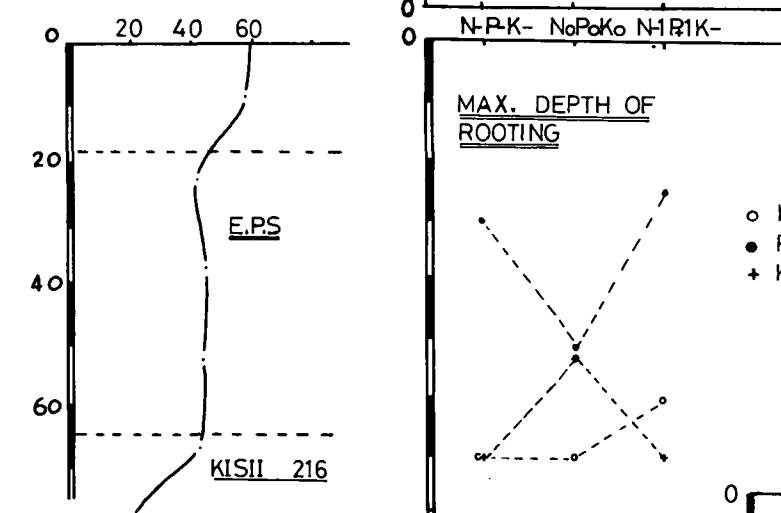 0 20 40 60
20
40
60
E.P.S
KISII 216
0
N-P-K- NoPoKo N-1P-1K-
0
MAX. DEPTH OF
ROOTING
0